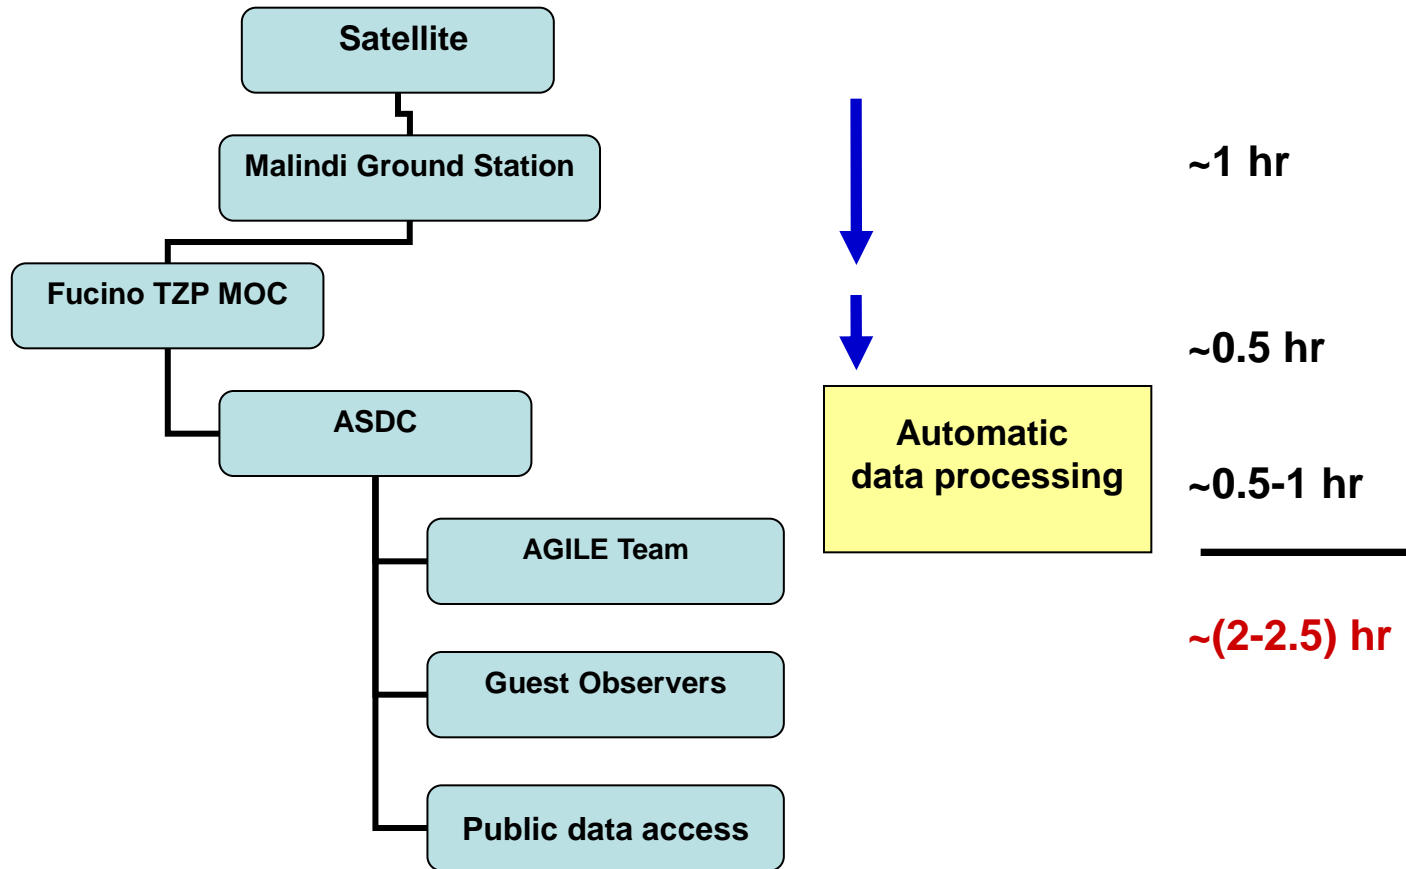 Satellite
Malindi Ground Station
~1 hr
Fucino TZP MOC
~0.5 hr
ASDC
Automatic
data processing
~0.5-1 hr
AGILE Team
~(2-2.5) hr
Guest Observers
Public data access